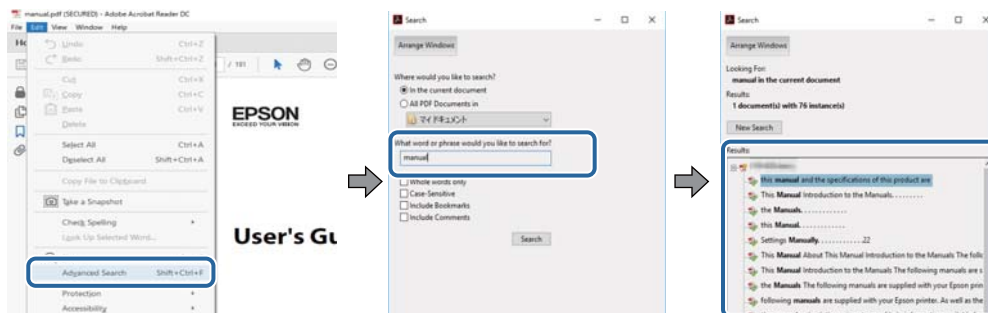 manual.pdf (SECURED) - Adobe Acrobat Reader DC
File Edit View Window Help
Undo Ctrl+Z
Redo Shift+Ctrl+Z
Cut Ctrl+X
Copy Ctrl+C
Paste Ctrl+V
Delete
Select All Ctrl+A
Deselect All Shift+Ctrl+A
Copy File to Clipboard
Take a Snapshot
Check Spelling
Look Up Selected Word...
Advanced Search Shift+Ctrl+F
Protection
Accessibility
/ 191
EPSON
EXCEED YOUR VISION
User's Gu
Search
Arrange Windows
Where would you like to search?
In the current document
All PDF Documents in
マイ ドキュメント
What word or phrase would you like to search for?
manual
Whole words only
Case-Sensitive
Include Bookmarks
Include Comments
Search
Search
Arrange Windows
Looking For:
manual in the current document
Results:
1 document(s) with 76 instance(s)
New Search
Results:
this manual and the specifications of this product are
This Manual Introduction to the Manuals. . . . . . . . .
the Manuals. . . . . . . . . . . . .
this Manual. . . . . . . . . . . . .
Settings Manually. . . . . . . . . . . . 22
This Manual About This Manual Introduction to the Manuals The follo
This Manual Introduction to the Manuals The following manuals are s
the Manuals The following manuals are supplied with your Epson prin
following manuals are supplied with your Epson printer. As well as the